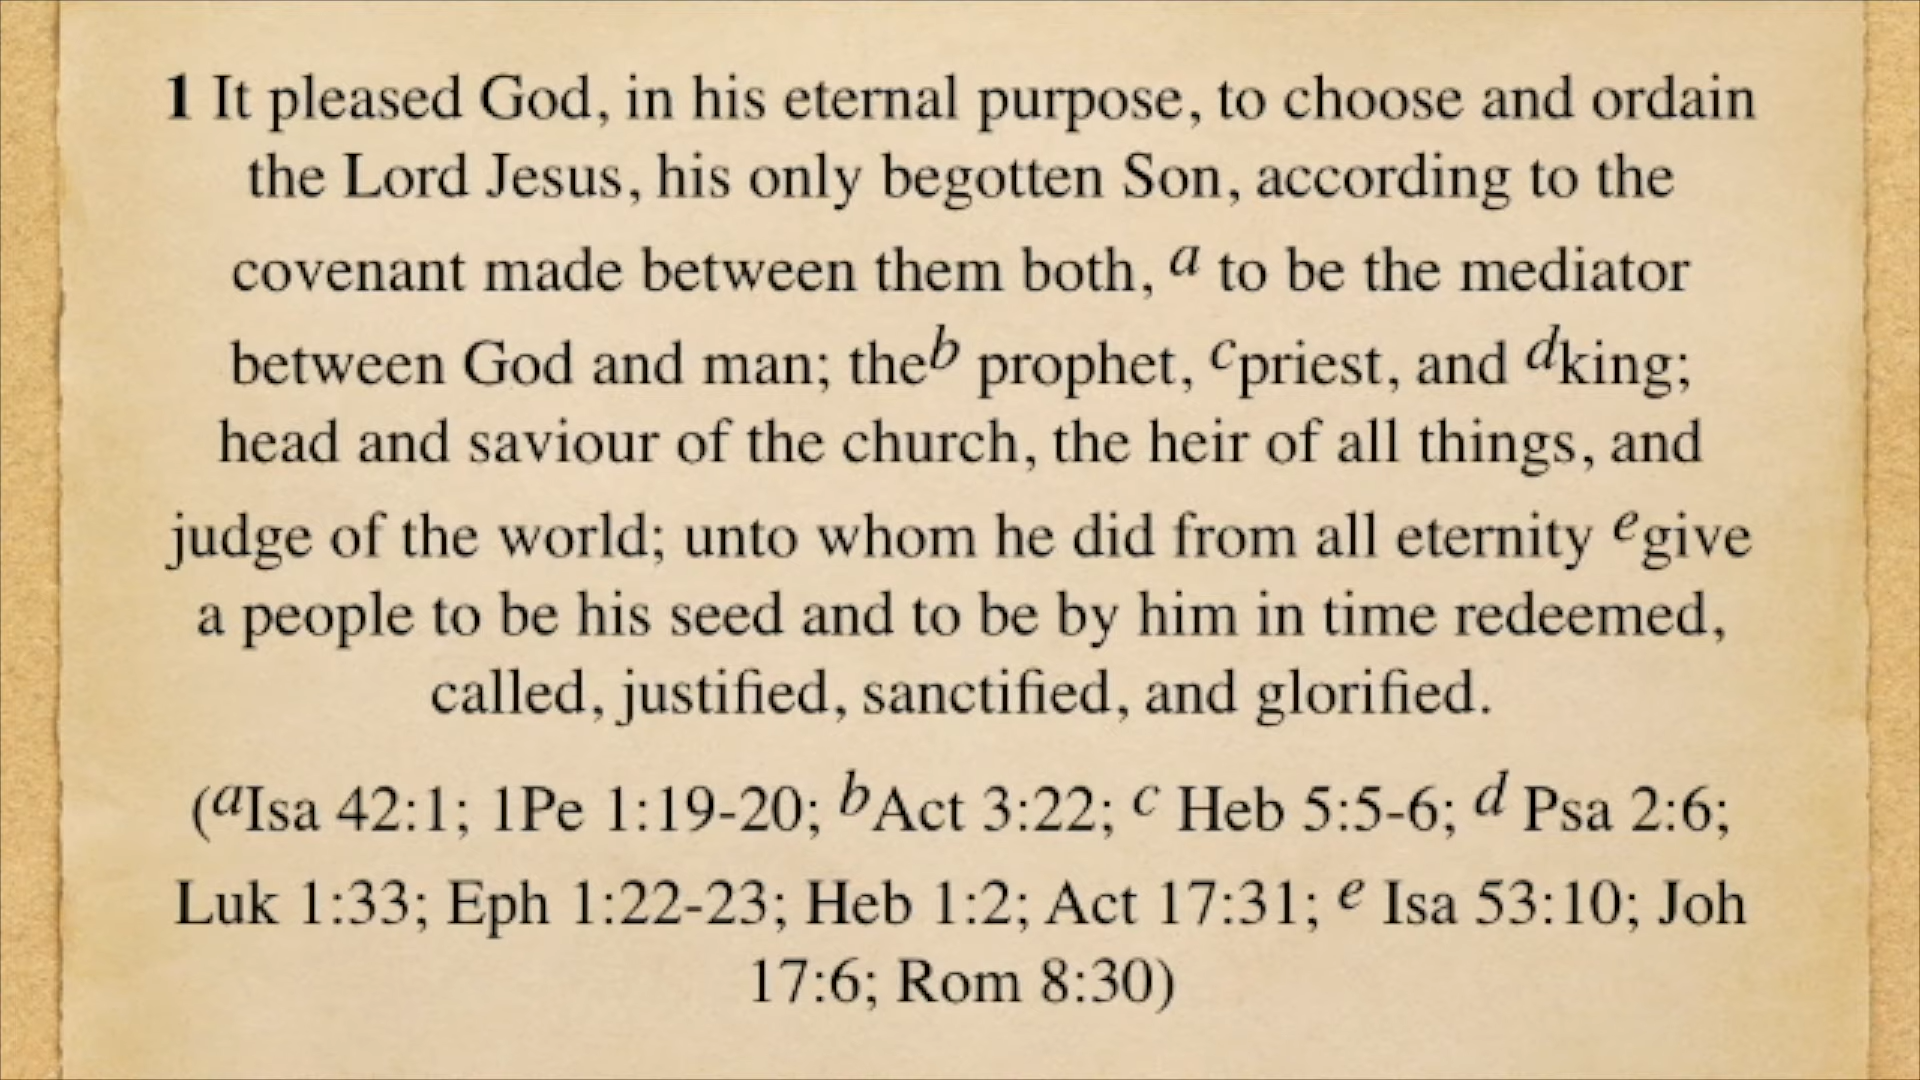 1 It pleased God, in his eternal purpose, to choose and ordain
the Lord Jesus, his only begotten Son, according to the
covenant made between them both, a to be the mediator
between God and man; theb prophet, cpriest, and dking;
head and saviour of the church, the heir of all things, and
judge of the world; unto whom he did from all eternity egive
a people to be his seed and to be by him in time redeemed,
called, justified, sanctified, and glorified.
(aIsa 42:1; 1Pe 1:19-20; bAct 3:22; c Heb 5:5-6; d Psa 2:6;
Luk 1:33; Eph 1:22-23; Heb 1:2; Act 17:31; e Isa 53:10; Joh
17:6; Rom 8:30)